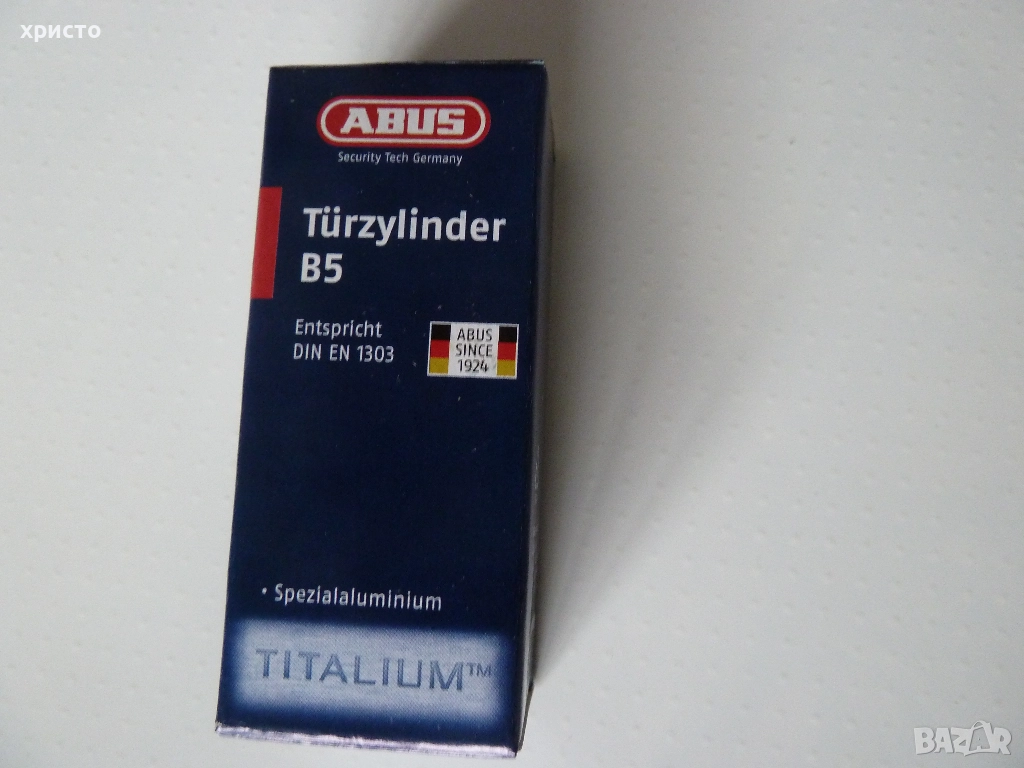 христо
ABUS
Security Tech Germany
Türzylinder
B5
Entspricht
DIN EN 1303
ABUS
SINCE
1924
• Spezialaluminium
TITALIUM™
BAZAR